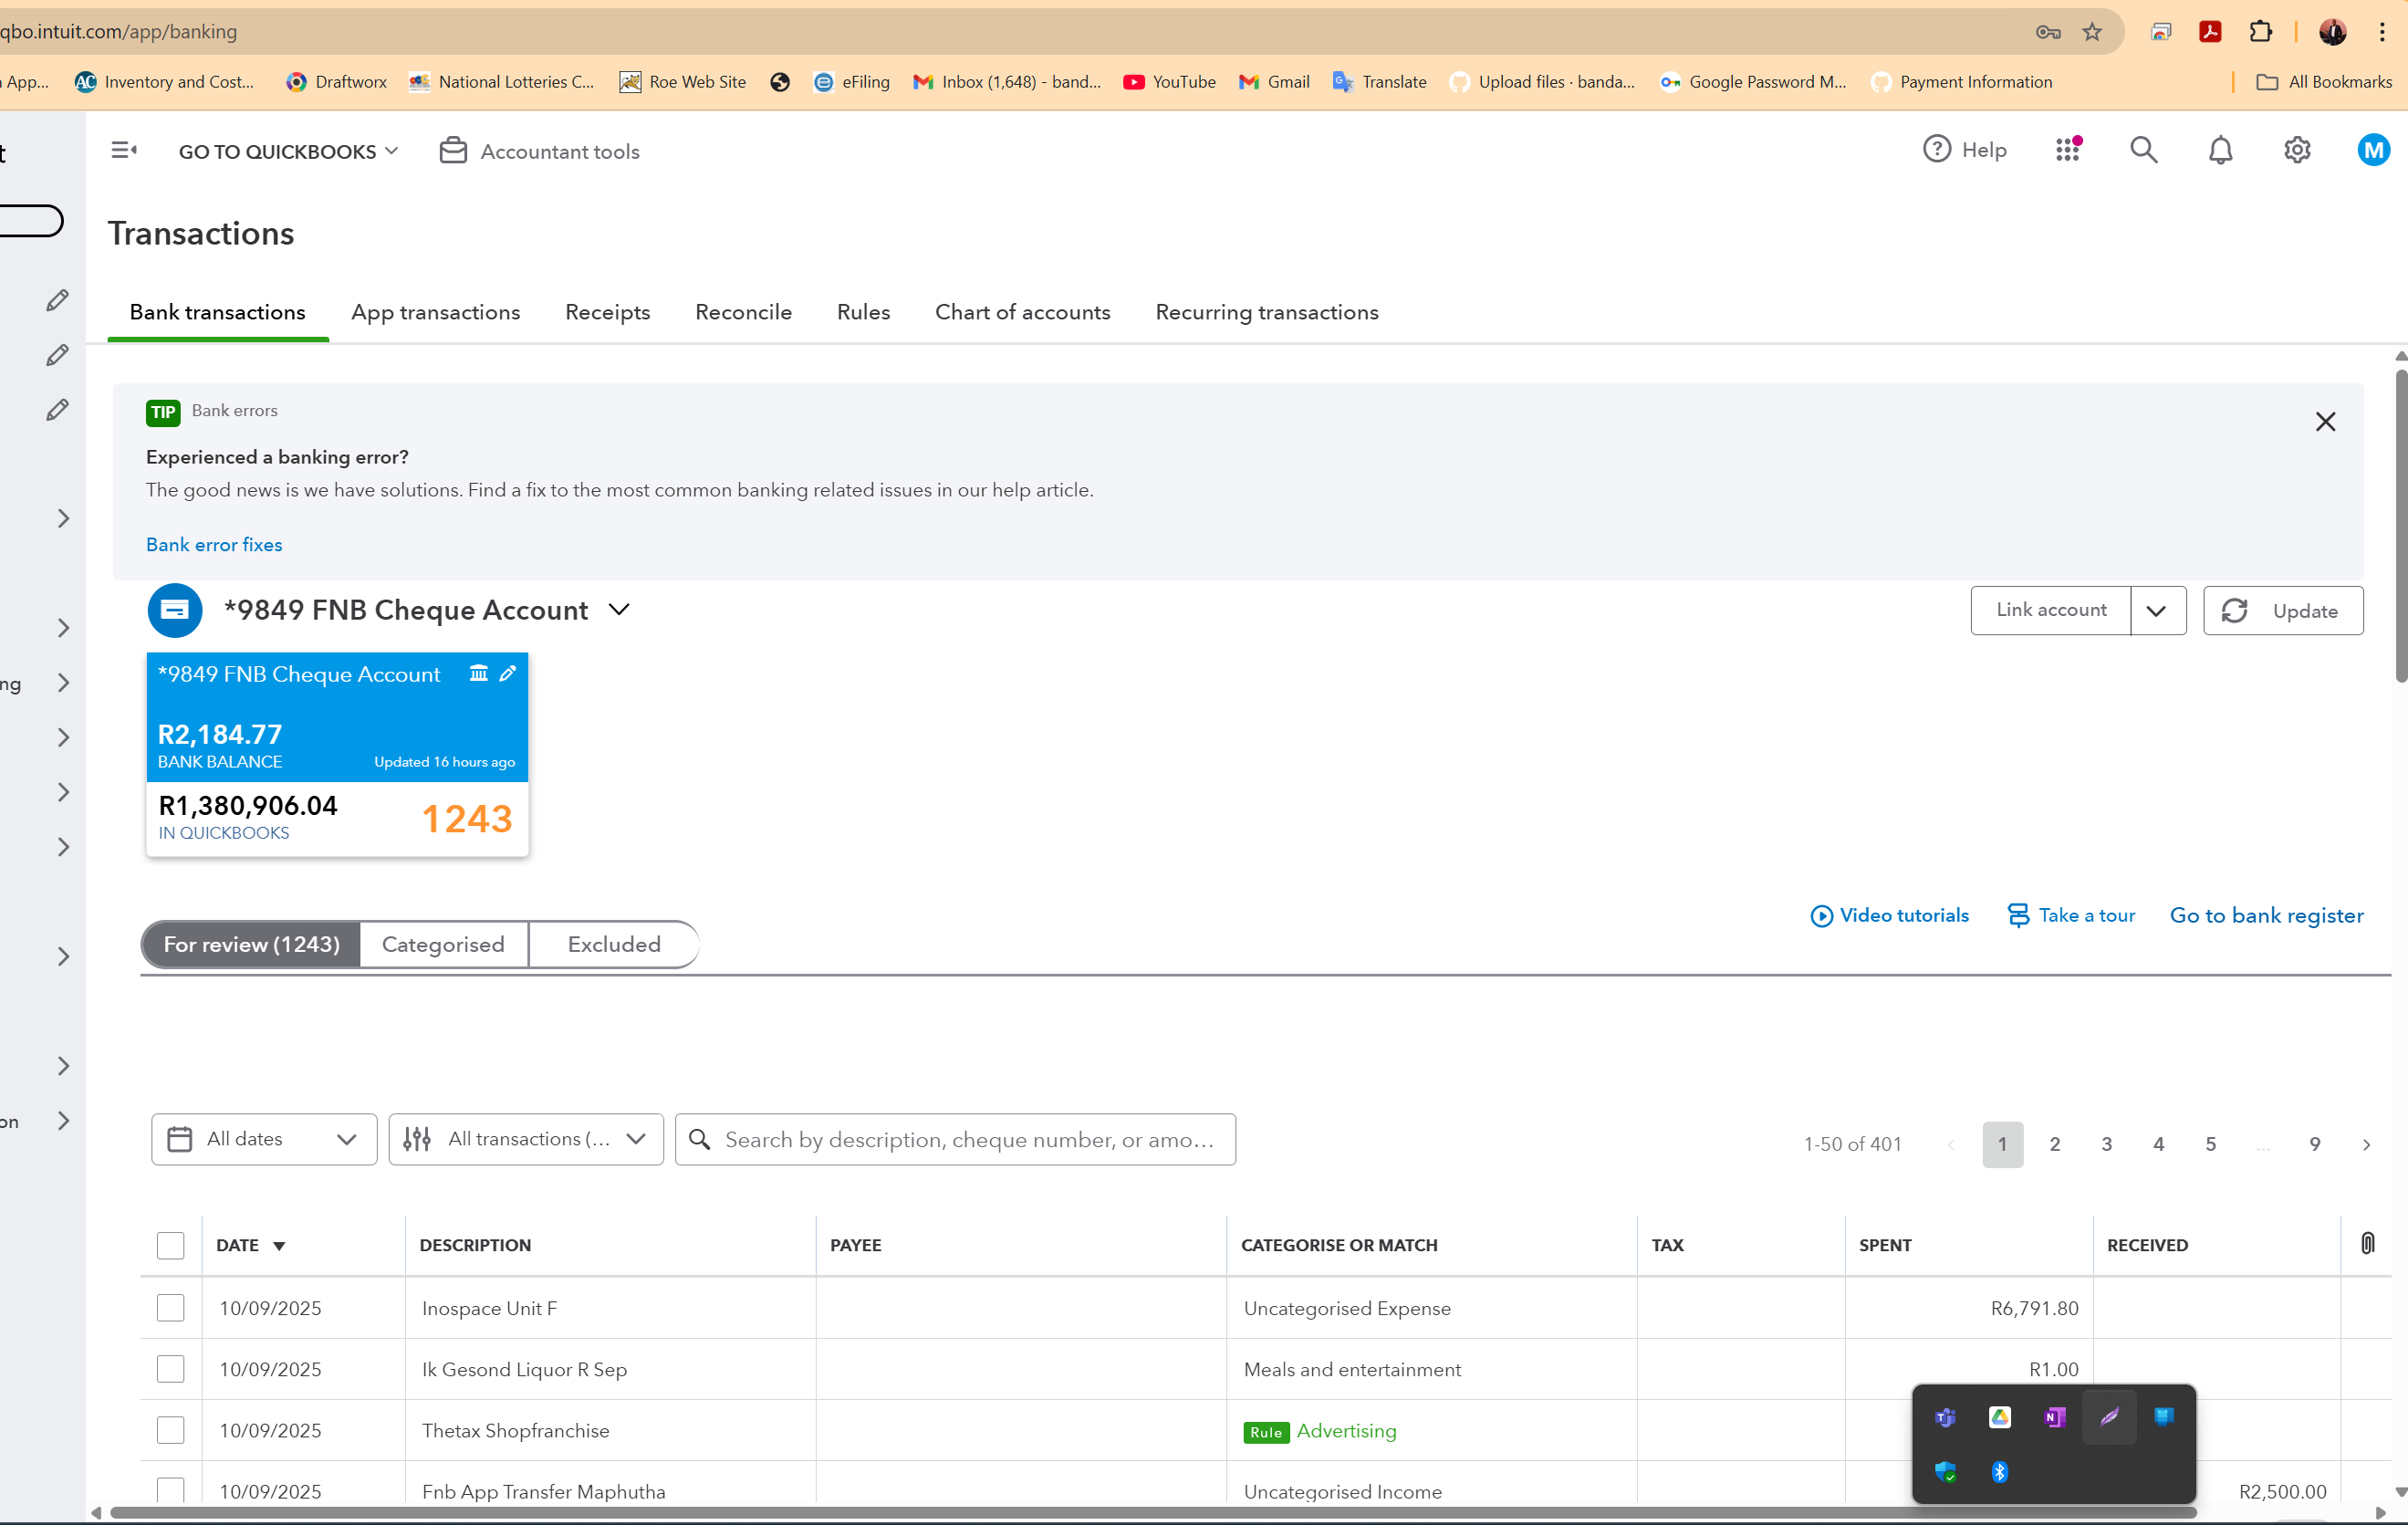 qbo.intuit.com/app/banking
App... Inventory and Cost... Draftworx National Lotteries C... Roe Web Site eFiling Inbox (1,648) - band... YouTube Gmail Translate Upload files · banda... Google Password M... Payment Information All Bookmarks
GO TO QUICKBOOKS Accountant tools Help M
Transactions
Bank transactions App transactions Receipts Reconcile Rules Chart of accounts Recurring transactions
TIP Bank errors
Experienced a banking error?
The good news is we have solutions. Find a fix to the most common banking related issues in our help article.
Bank error fixes
*9849 FNB Cheque Account Link account Update
*9849 FNB Cheque Account
R2,184.77
BANK BALANCE Updated 16 hours ago
R1,380,906.04 1243
IN QUICKBOOKS
Video tutorials Take a tour Go to bank register
For review (1243) Categorised Excluded
All dates All transactions (... Search by description, cheque number, or amo... 1-50 of 401 1 2 3 4 5 ... 9
DATE DESCRIPTION PAYEE CATEGORISE OR MATCH TAX SPENT RECEIVED
10/09/2025 Inospace Unit F Uncategorised Expense R6,791.80
10/09/2025 Ik Gesond Liquor R Sep Meals and entertainment R1.00
10/09/2025 Thetax Shopfranchise Rule Advertising
10/09/2025 Fnb App Transfer Maphutha Uncategorised Income R2,500.00